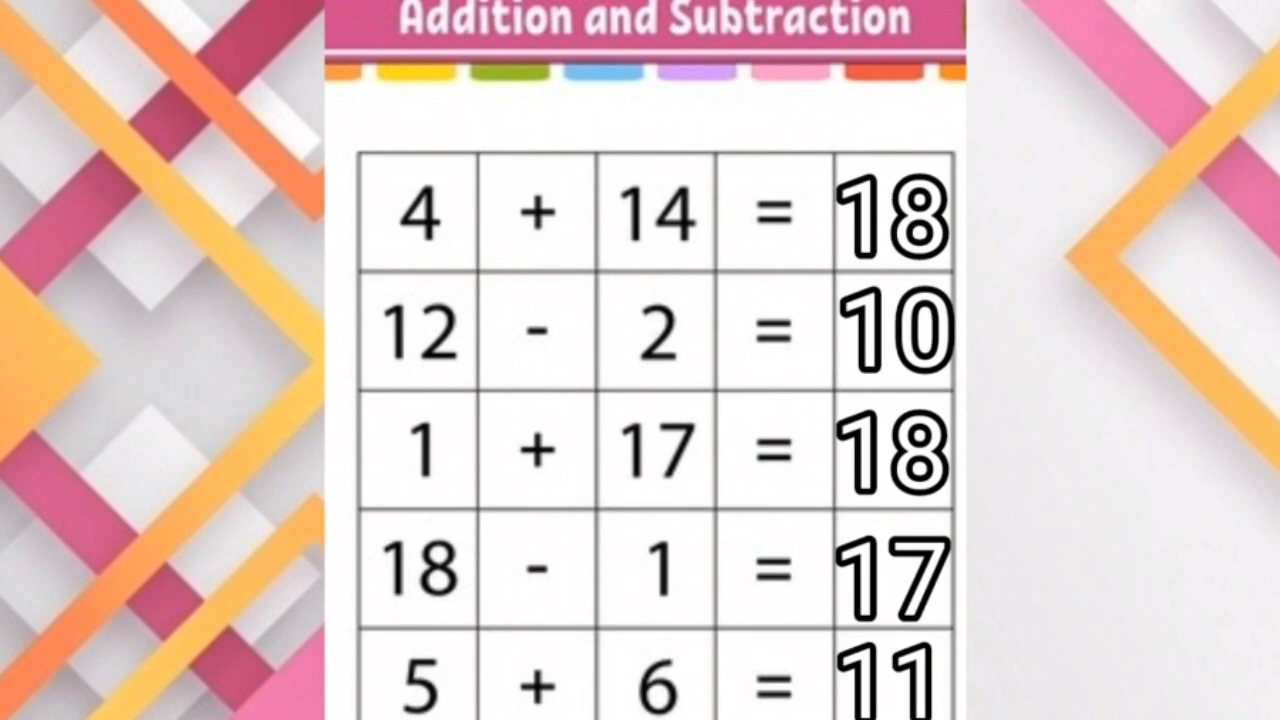 Addition and Subtraction
4 + 14 = 18
12 - 2 = 10
1 + 17 = 18
18 - 1 = 17
5 + 6 = 11